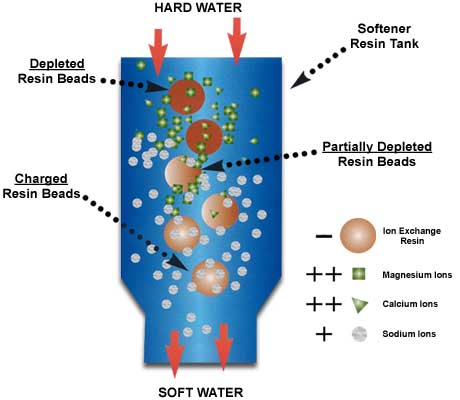 HARD WATER
Depleted
Resin Beads
Softener
Resin Tank
Partially Depleted
Resin Beads
Charged
Resin Beads
− Ion Exchange
Resin
++ Magnesium Ions
++ Calcium Ions
+ Sodium Ions
SOFT WATER